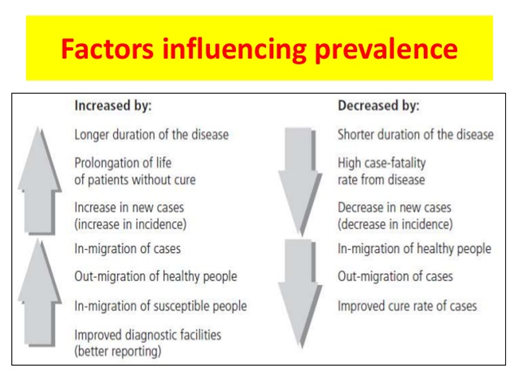 Factors influencing prevalence
Increased by:
Longer duration of the disease
Prolongation of life
of patients without cure
Increase in new cases
(increase in incidence)
In-migration of cases
Out-migration of healthy people
In-migration of susceptible people
Improved diagnostic facilities
(better reporting)
Decreased by:
Shorter duration of the disease
High case-fatality
rate from disease
Decrease in new cases
(decrease in incidence)
In-migration of healthy people
Out-migration of cases
Improved cure rate of cases